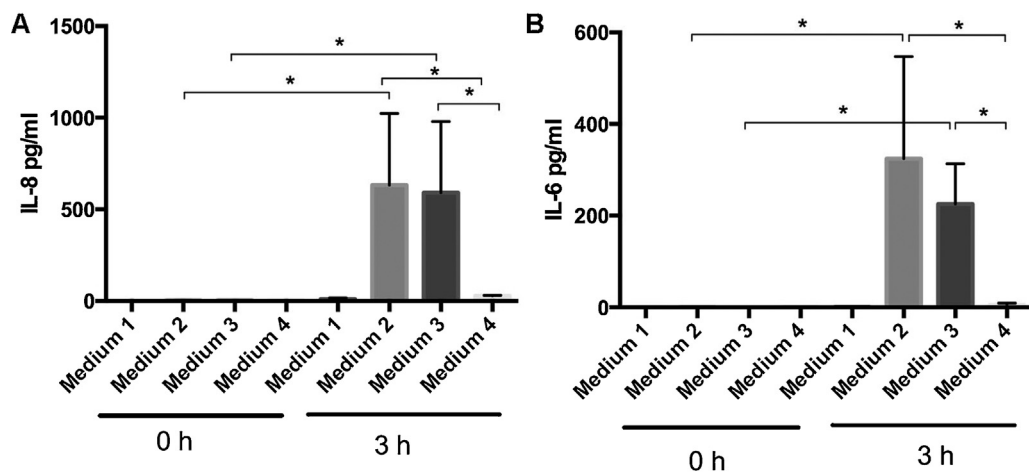 A
IL-8 pg/ml
1500
1000
500
0
*
*
*
*
Medium 1
Medium 2
Medium 3
Medium 4
Medium 1
Medium 2
Medium 3
Medium 4
0 h
3 h
B
IL-6 pg/ml
600
400
200
0
*
*
*
*
Medium 1
Medium 2
Medium 3
Medium 4
Medium 1
Medium 2
Medium 3
Medium 4
0 h
3 h